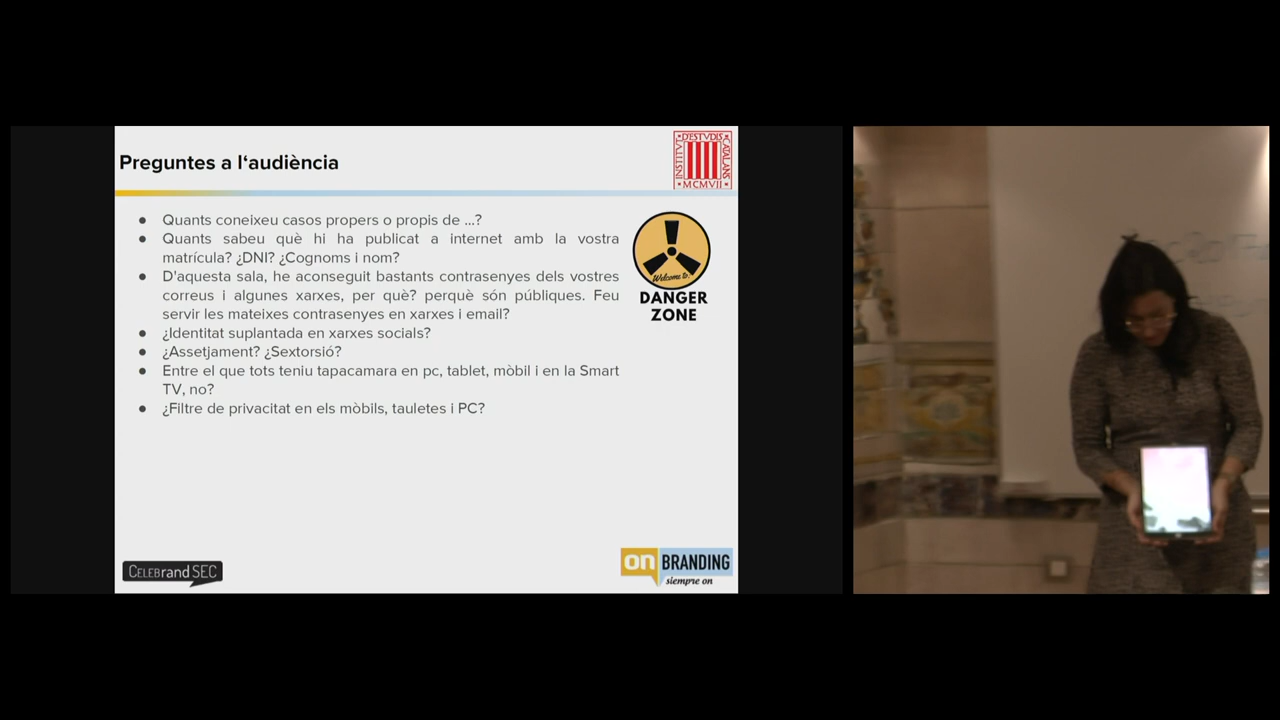 Preguntes a l‘audiència
INSTITVT
D'ESTVDIS
CATALANS
MCMVII
● Quants coneixeu casos propers o propis de ...?
● Quants sabeu què hi ha publicat a internet amb la vostra
matrícula? ¿DNI? ¿Cognoms i nom?
● D'aquesta sala, he aconseguit bastants contrasenyes dels vostres
correus i algunes xarxes, per què? perquè són públiques. Feu
servir les mateixes contrasenyes en xarxes i email?
● ¿Identitat suplantada en xarxes socials?
● ¿Assetjament? ¿Sextorsió?
● Entre el que tots teniu tapacamara en pc, tablet, mòbil i en la Smart
TV, no?
● ¿Filtre de privacitat en els mòbils, tauletes i PC?
Welcome to!
DANGER
ZONE
CELEBrand SEC
on BRANDING
siempre on